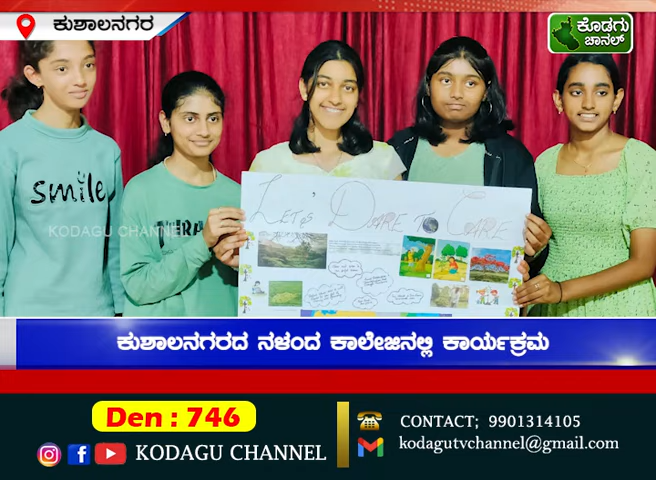 ಕುಶಾಲನಗರ
ಕೊಡಗು
ಚಾನಲ್
smile
KODAGU CHANNEL
LET'S DARE TO CARE
ಕುಶಾಲನಗರದ ನಳಂದ ಕಾಲೇಜಿನಲ್ಲಿ ಕಾರ್ಯಕ್ರಮ
Den : 746
KODAGU CHANNEL
CONTACT; 9901314105
kodagutvchannel@gmail.com